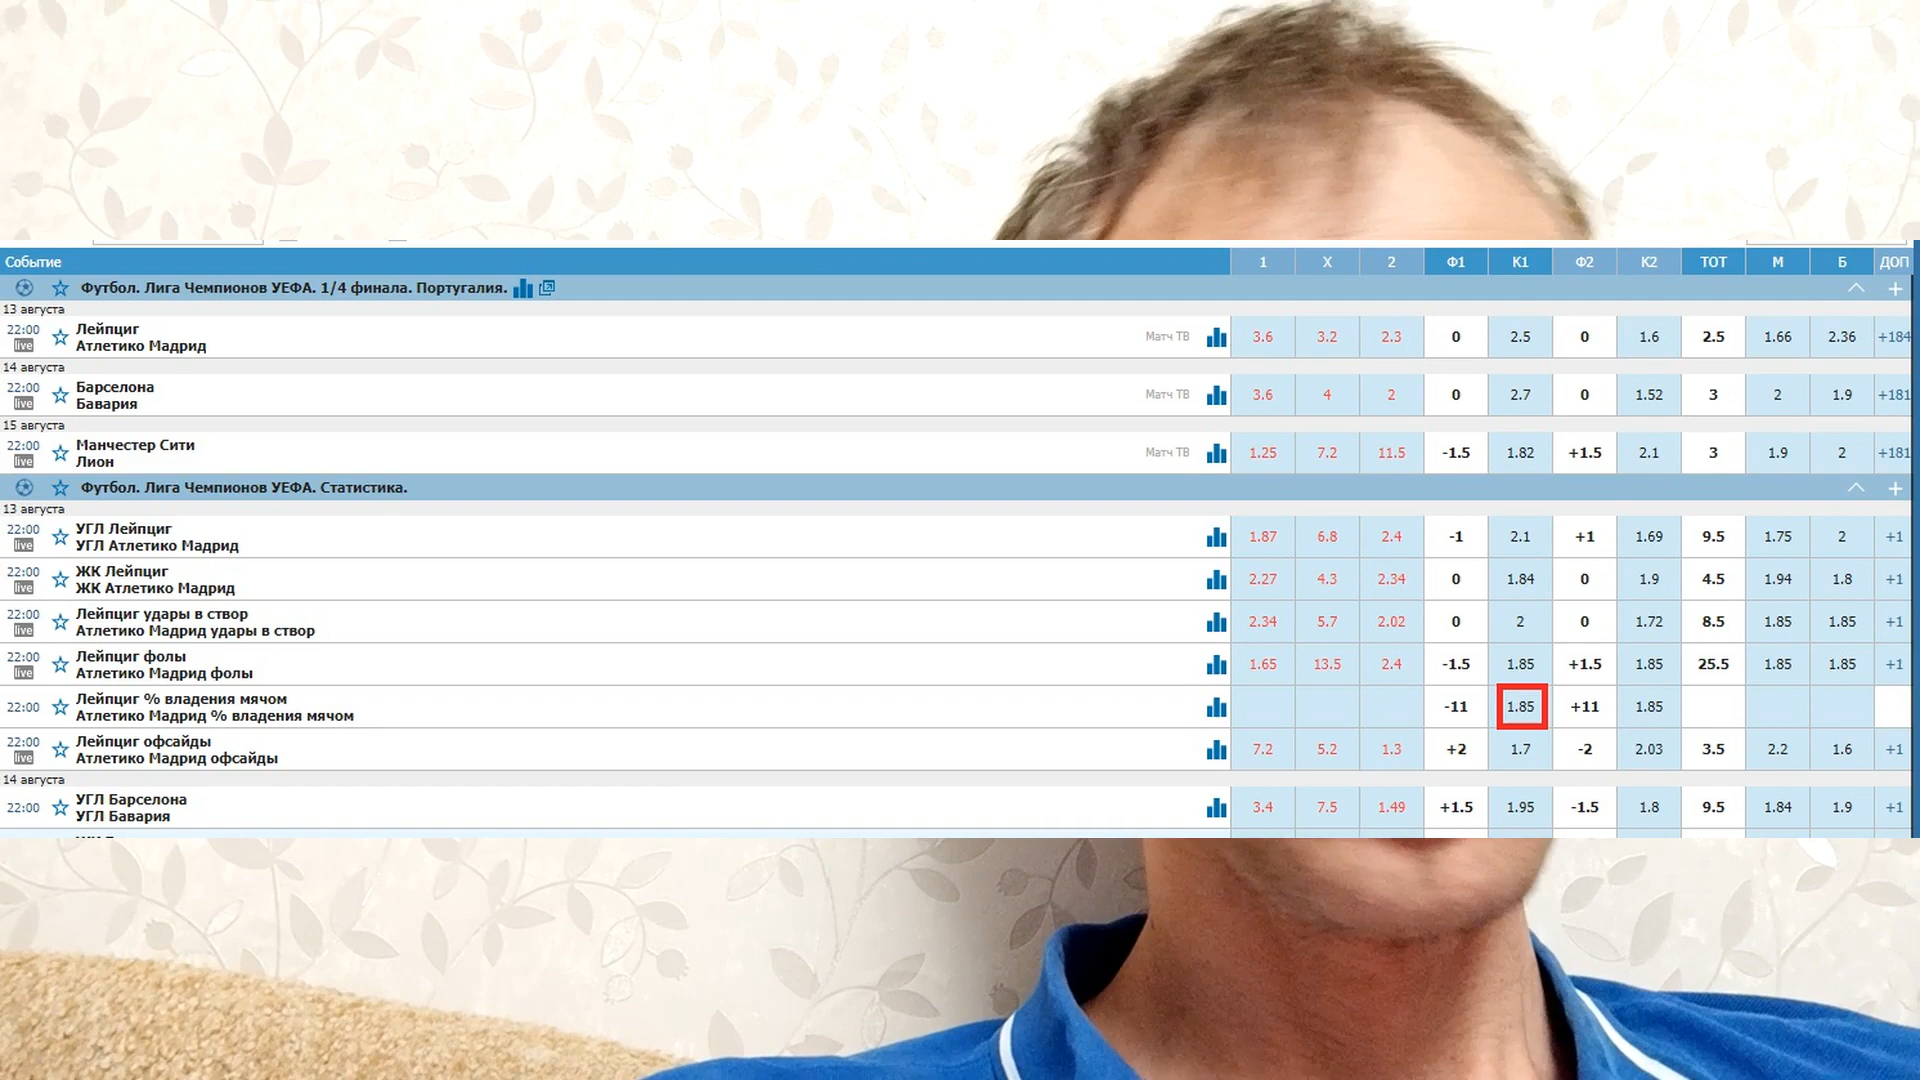 Событие 1 X 2 Ф1 К1 Ф2 К2 ТОТ М Б ДОП
Футбол. Лига Чемпионов УЕФА. 1/4 финала. Португалия.
13 августа
22:00 Лейпциг
live Атлетико Мадрид Матч ТВ 3.6 3.2 2.3 0 2.5 0 1.6 2.5 1.66 2.36 +184
14 августа
22:00 Барселона
live Бавария Матч ТВ 3.6 4 2 0 2.7 0 1.52 3 2 1.9 +181
15 августа
22:00 Манчестер Сити
live Лион Матч ТВ 1.25 7.2 11.5 -1.5 1.82 +1.5 2.1 3 1.9 2 +181
Футбол. Лига Чемпионов УЕФА. Статистика.
13 августа
22:00 УГЛ Лейпциг
live УГЛ Атлетико Мадрид 1.87 6.8 2.4 -1 2.1 +1 1.69 9.5 1.75 2 +1
22:00 ЖК Лейпциг
live ЖК Атлетико Мадрид 2.27 4.3 2.34 0 1.84 0 1.9 4.5 1.94 1.8 +1
22:00 Лейпциг удары в створ
live Атлетико Мадрид удары в створ 2.34 5.7 2.02 0 2 0 1.72 8.5 1.85 1.85 +1
22:00 Лейпциг фолы
live Атлетико Мадрид фолы 1.65 13.5 2.4 -1.5 1.85 +1.5 1.85 25.5 1.85 1.85 +1
22:00 Лейпциг % владения мячом
Атлетико Мадрид % владения мячом -11 1.85 +11 1.85
22:00 Лейпциг офсайды
live Атлетико Мадрид офсайды 7.2 5.2 1.3 +2 1.7 -2 2.03 3.5 2.2 1.6 +1
14 августа
22:00 УГЛ Барселона
УГЛ Бавария 3.4 7.5 1.49 +1.5 1.95 -1.5 1.8 9.5 1.84 1.9 +1